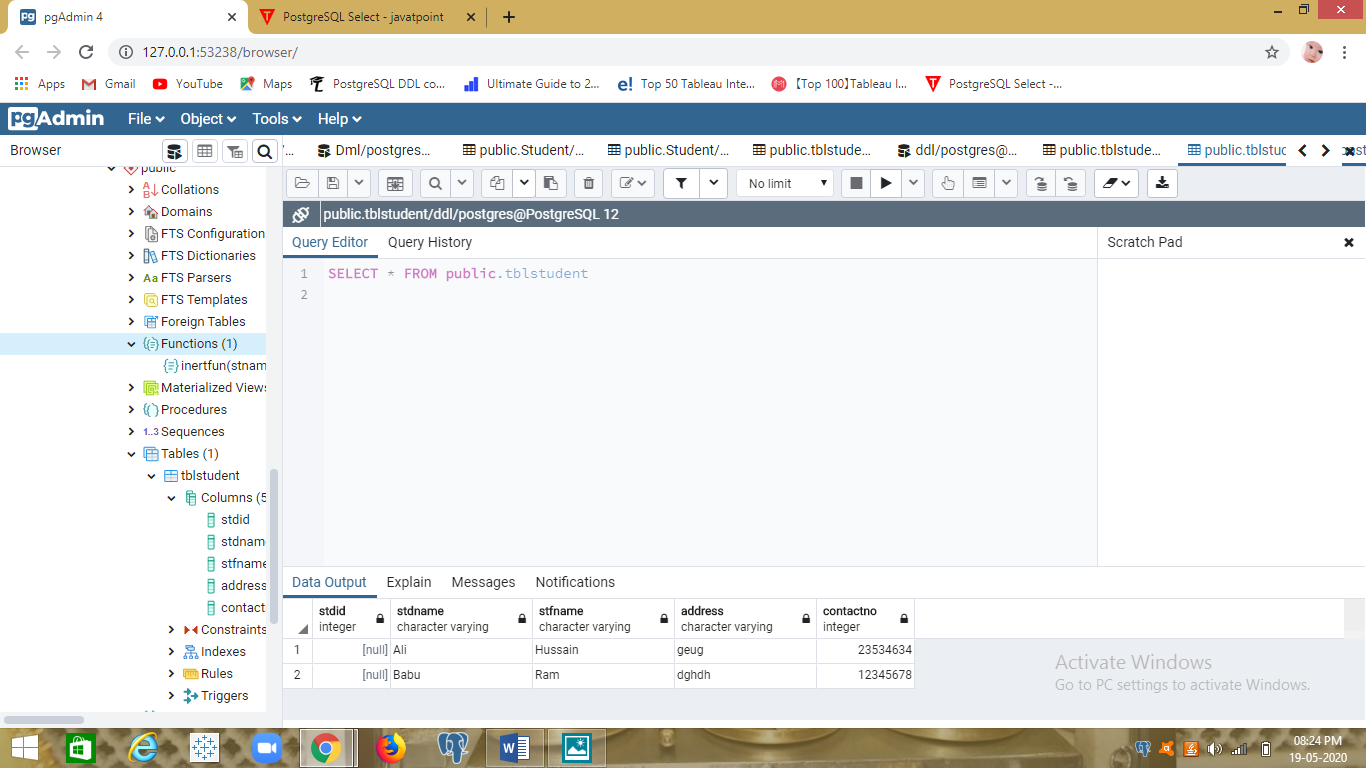 pgAdmin 4
PostgreSQL Select - javatpoint
127.0.0.1:53238/browser/
Apps
Gmail
YouTube
Maps
PostgreSQL DDL co...
Ultimate Guide to 2...
e! Top 50 Tableau Inte...
【Top 100】Tableau I...
PostgreSQL Select -...
pgAdmin
File
Object
Tools
Help
Browser
/...
Dml/postgres...
public.Student/...
public.Student/...
public.tblstude...
ddl/postgres@...
public.tblstude...
public.tblstuc
public
Collations
Domains
FTS Configuration
FTS Dictionaries
Aa FTS Parsers
FTS Templates
Foreign Tables
Functions (1)
inertfun(stnam
Materialized Views
Procedures
1..3 Sequences
Tables (1)
tblstudent
Columns (5
stdid
stdnam
stfname
address
contact
Constraints
Indexes
Rules
Triggers
No limit
public.tblstudent/ddl/postgres@PostgreSQL 12
Query Editor
Query History
Scratch Pad
1 SELECT * FROM public.tblstudent
2
Data Output
Explain
Messages
Notifications
stdid integer
stdname character varying
stfname character varying
address character varying
contactno integer
1 [null] Ali Hussain geug 23534634
2 [null] Babu Ram dghdh 12345678
Activate Windows
Go to PC settings to activate Windows.
08:24 PM
19-05-2020